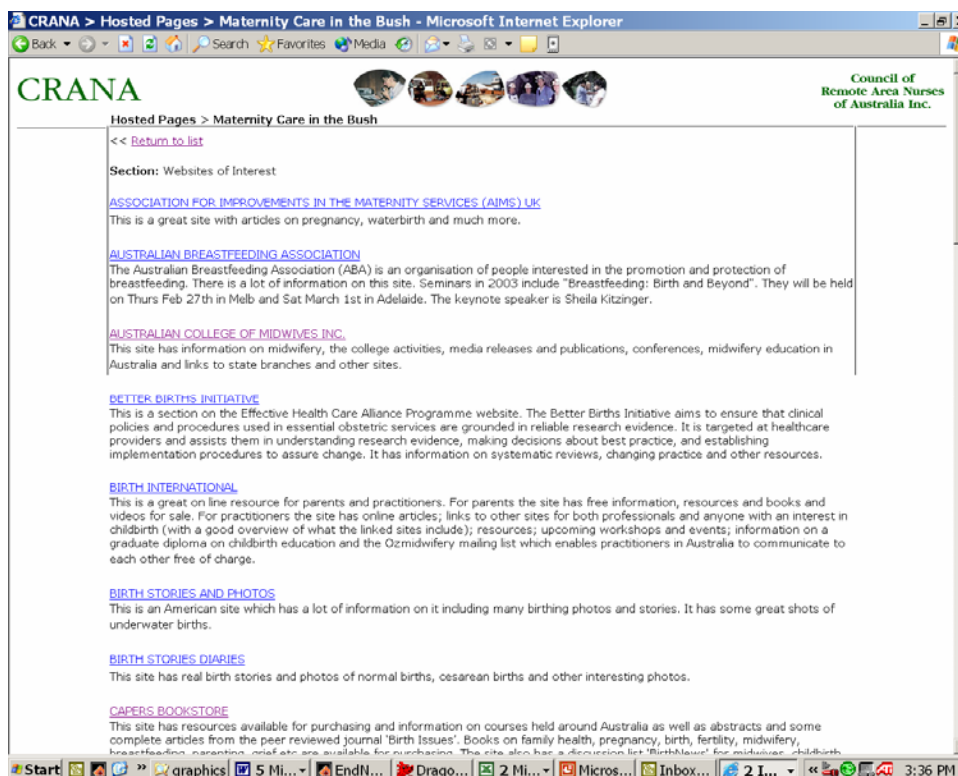 CRANA > Hosted Pages > Maternity Care in the Bush - Microsoft Internet Explorer
Back Search Favorites Media
CRANA
Council of
Remote Area Nurses
of Australia Inc.
Hosted Pages > Maternity Care in the Bush
<< Return to list
Section: Websites of Interest
ASSOCIATION FOR IMPROVEMENTS IN THE MATERNITY SERVICES (AIMS) UK
This is a great site with articles on pregnancy, waterbirth and much more.
AUSTRALIAN BREASTFEEDING ASSOCIATION
The Australian Breastfeeding Association (ABA) is an organisation of people interested in the promotion and protection of
breastfeeding. There is a lot of information on this site. Seminars in 2003 include "Breastfeeding: Birth and Beyond". They will be held
on Thurs Feb 27th in Melb and Sat March 1st in Adelaide. The keynote speaker is Sheila Kitzinger.
AUSTRALIAN COLLEGE OF MIDWIVES INC.
This site has information on midwifery, the college activities, media releases and publications, conferences, midwifery education in
Australia and links to state branches and other sites.
BETTER BIRTHS INITIATIVE
This is a section on the Effective Health Care Alliance Programme website. The Better Births Initiative aims to ensure that clinical
policies and procedures used in essential obstetric services are grounded in reliable research evidence. It is targeted at healthcare
providers and assists them in understanding research evidence, making decisions about best practice, and establishing
implementation procedures to assure change. It has information on systematic reviews, changing practice and other resources.
BIRTH INTERNATIONAL
This is a great on line resource for parents and practitioners. For parents the site has free information, resources and books and
videos for sale. For practitioners the site has online articles; links to other sites for both professionals and anyone with an interest in
childbirth (with a good overview of what the linked sites include); resources; upcoming workshops and events; information on a
graduate diploma on childbirth education and the Ozmidwifery mailing list which enables practitioners in Australia to communicate to
each other free of charge.
BIRTH STORIES AND PHOTOS
This is an American site which has a lot of information on it including many birthing photos and stories. It has some great shots of
underwater births.
BIRTH STORIES DIARIES
This site has real birth stories and photos of normal births, cesarean births and other interesting photos.
CAPERS BOOKSTORE
This site has resources available for purchasing and information on courses held around Australia as well as abstracts and some
complete articles from the peer reviewed journal 'Birth Issues'. Books on family health, pregnancy, birth, fertility, midwifery,
breastfeeding, parenting, grief etc are available for purchasing. The site also has a discussion list 'BirthNews' for midwives, childbirth
Start » graphics 5 Mi... EndN... Drago... 2 Mi... Micros... Inbox... 2 I... « 3:36 PM